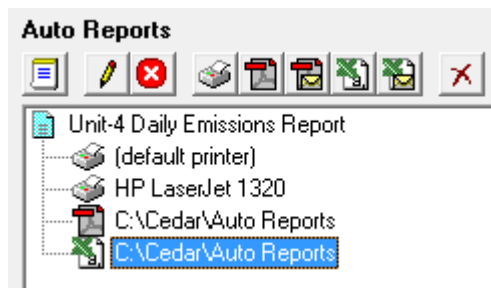 Auto Reports
Unit-4 Daily Emissions Report
(default printer)
HP LaserJet 1320
C:\Cedar\Auto Reports
C:\Cedar\Auto Reports